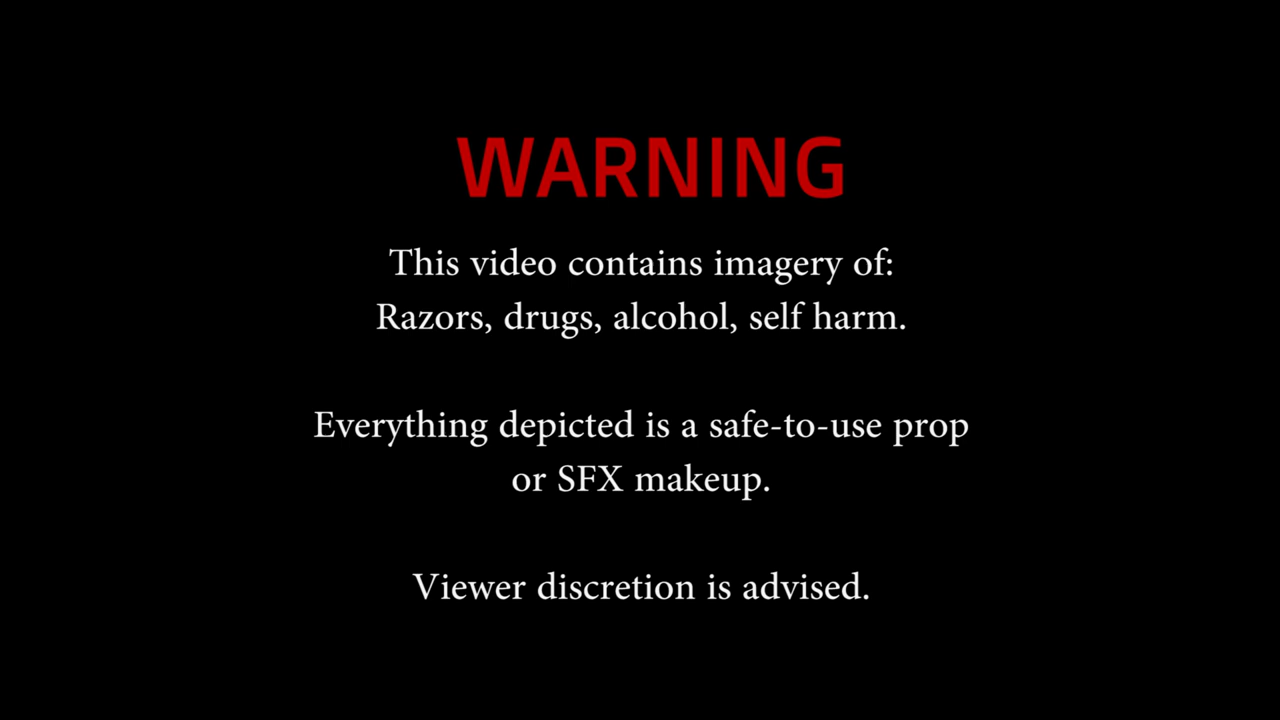 WARNING
This video contains imagery of:
Razors, drugs, alcohol, self harm.
Everything depicted is a safe-to-use prop
or SFX makeup.
Viewer discretion is advised.